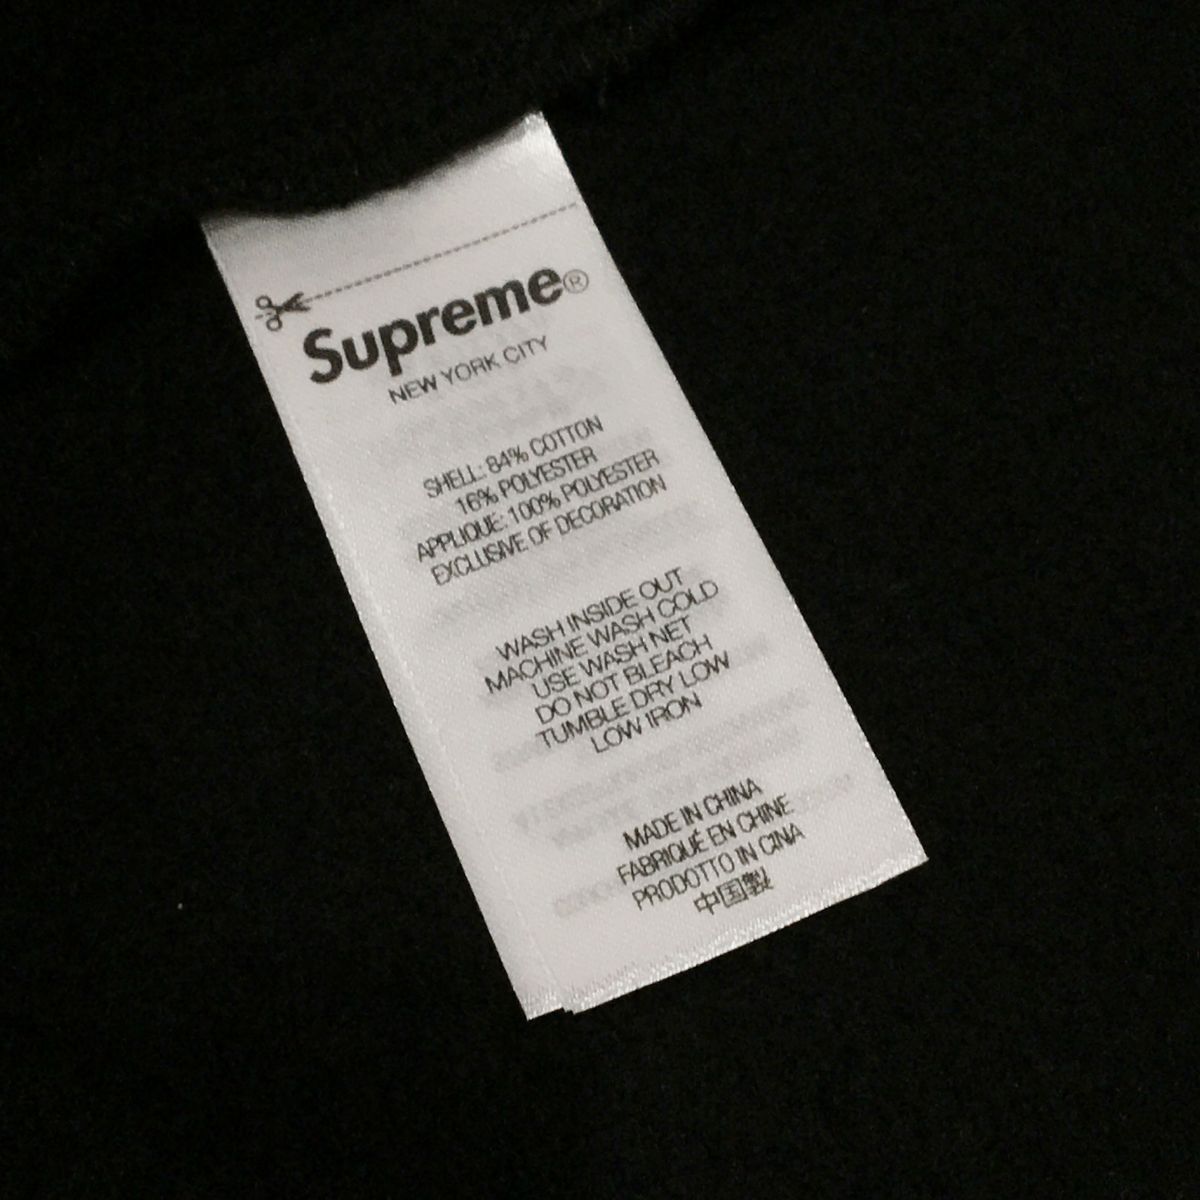 Supreme®
NEW YORK CITY
SHELL: 84% COTTON
16% POLYESTER
APPLIQUE: 100% POLYESTER
EXCLUSIVE OF DECORATION
WASH INSIDE OUT
MACHINE WASH COLD
USE WASH NET
DO NOT BLEACH
TUMBLE DRY LOW
LOW IRON
MADE IN CHINA
FABRIQUÉ EN CHINE
PRODOTTO IN CINA
中国製